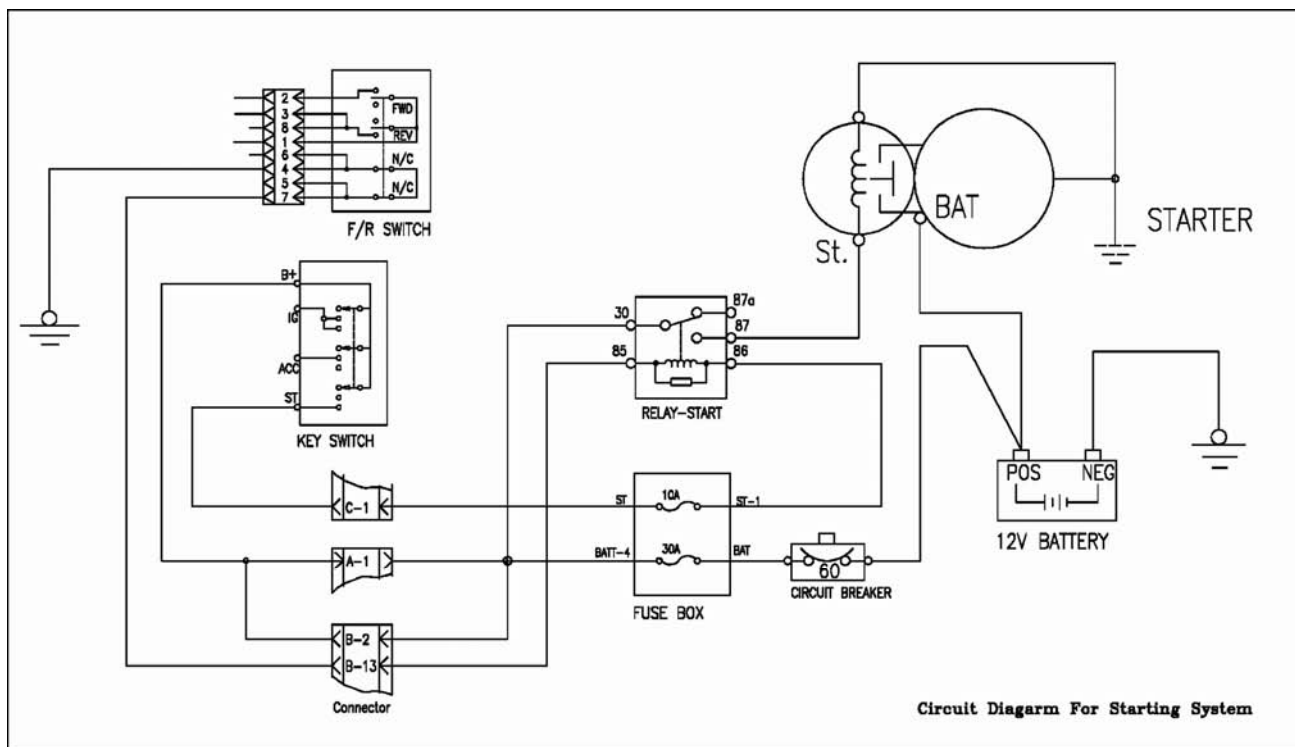 2
3
8
1
6
4
5
7
FWD
REV
N/C
N/C
F/R SWITCH
B+
IG
ACC
ST
KEY SWITCH
BAT
St.
STARTER
30
87a
87
85
86
RELAY-START
POS NEG
12V BATTERY
C-1
ST
10A
ST-1
A-1
BATT-4
30A
BAT
60
CIRCUIT BREAKER
FUSE BOX
B-2
B-13
Connector
Circuit Diagarm For Starting System